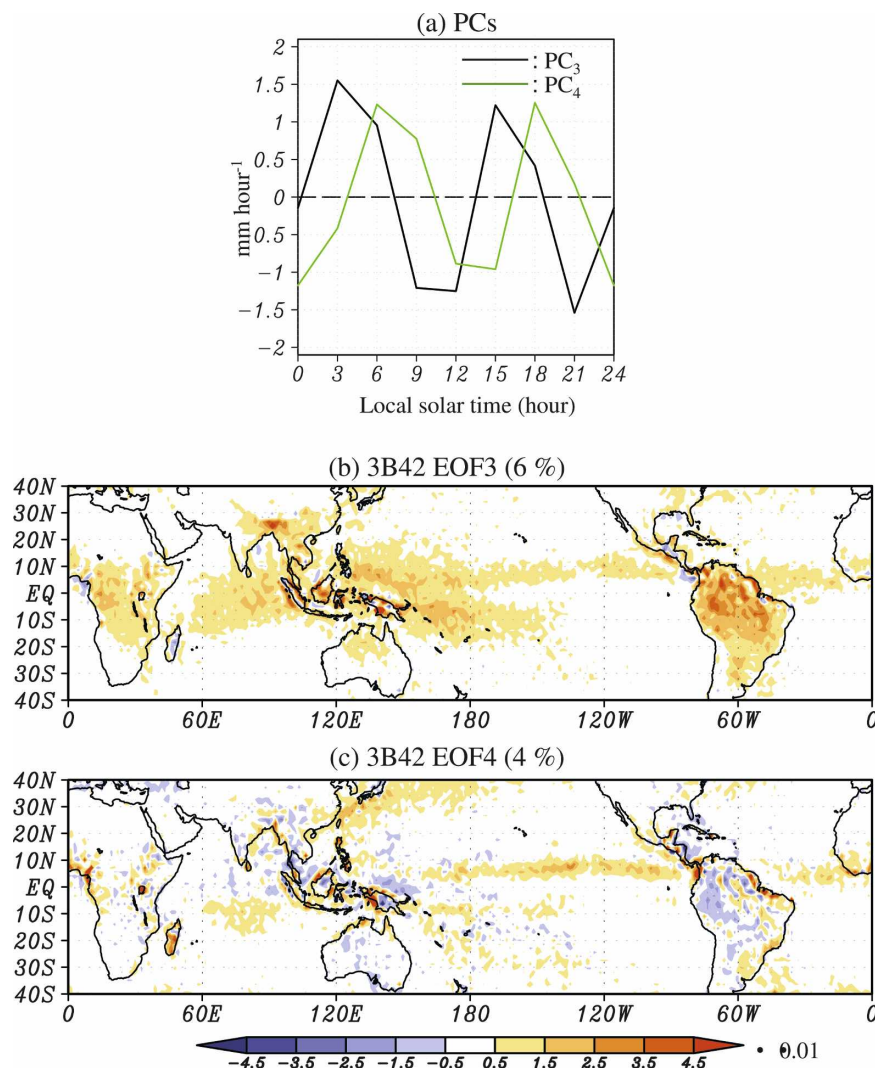 (a) PCs
2
1.5
1
0.5
0
0.5
−1
−1.5
−2
mm hour⁻¹
: PC₃
: PC₄
0 3 6 9 12 15 18 21 24
Local solar time (hour)
(b) 3B42 EOF3 (6 %)
40N
30N
20N
10N
EQ
10S
20S
30S
40S
0 60E 120E 180 120W 60W 0
(c) 3B42 EOF4 (4 %)
40N
30N
20N
10N
EQ
10S
20S
30S
40S
0 60E 120E 180 120W 60W 0
−4.5 −3.5 −2.5 −1.5 −0.5 0.5 1.5 2.5 3.5 4.5
0.01